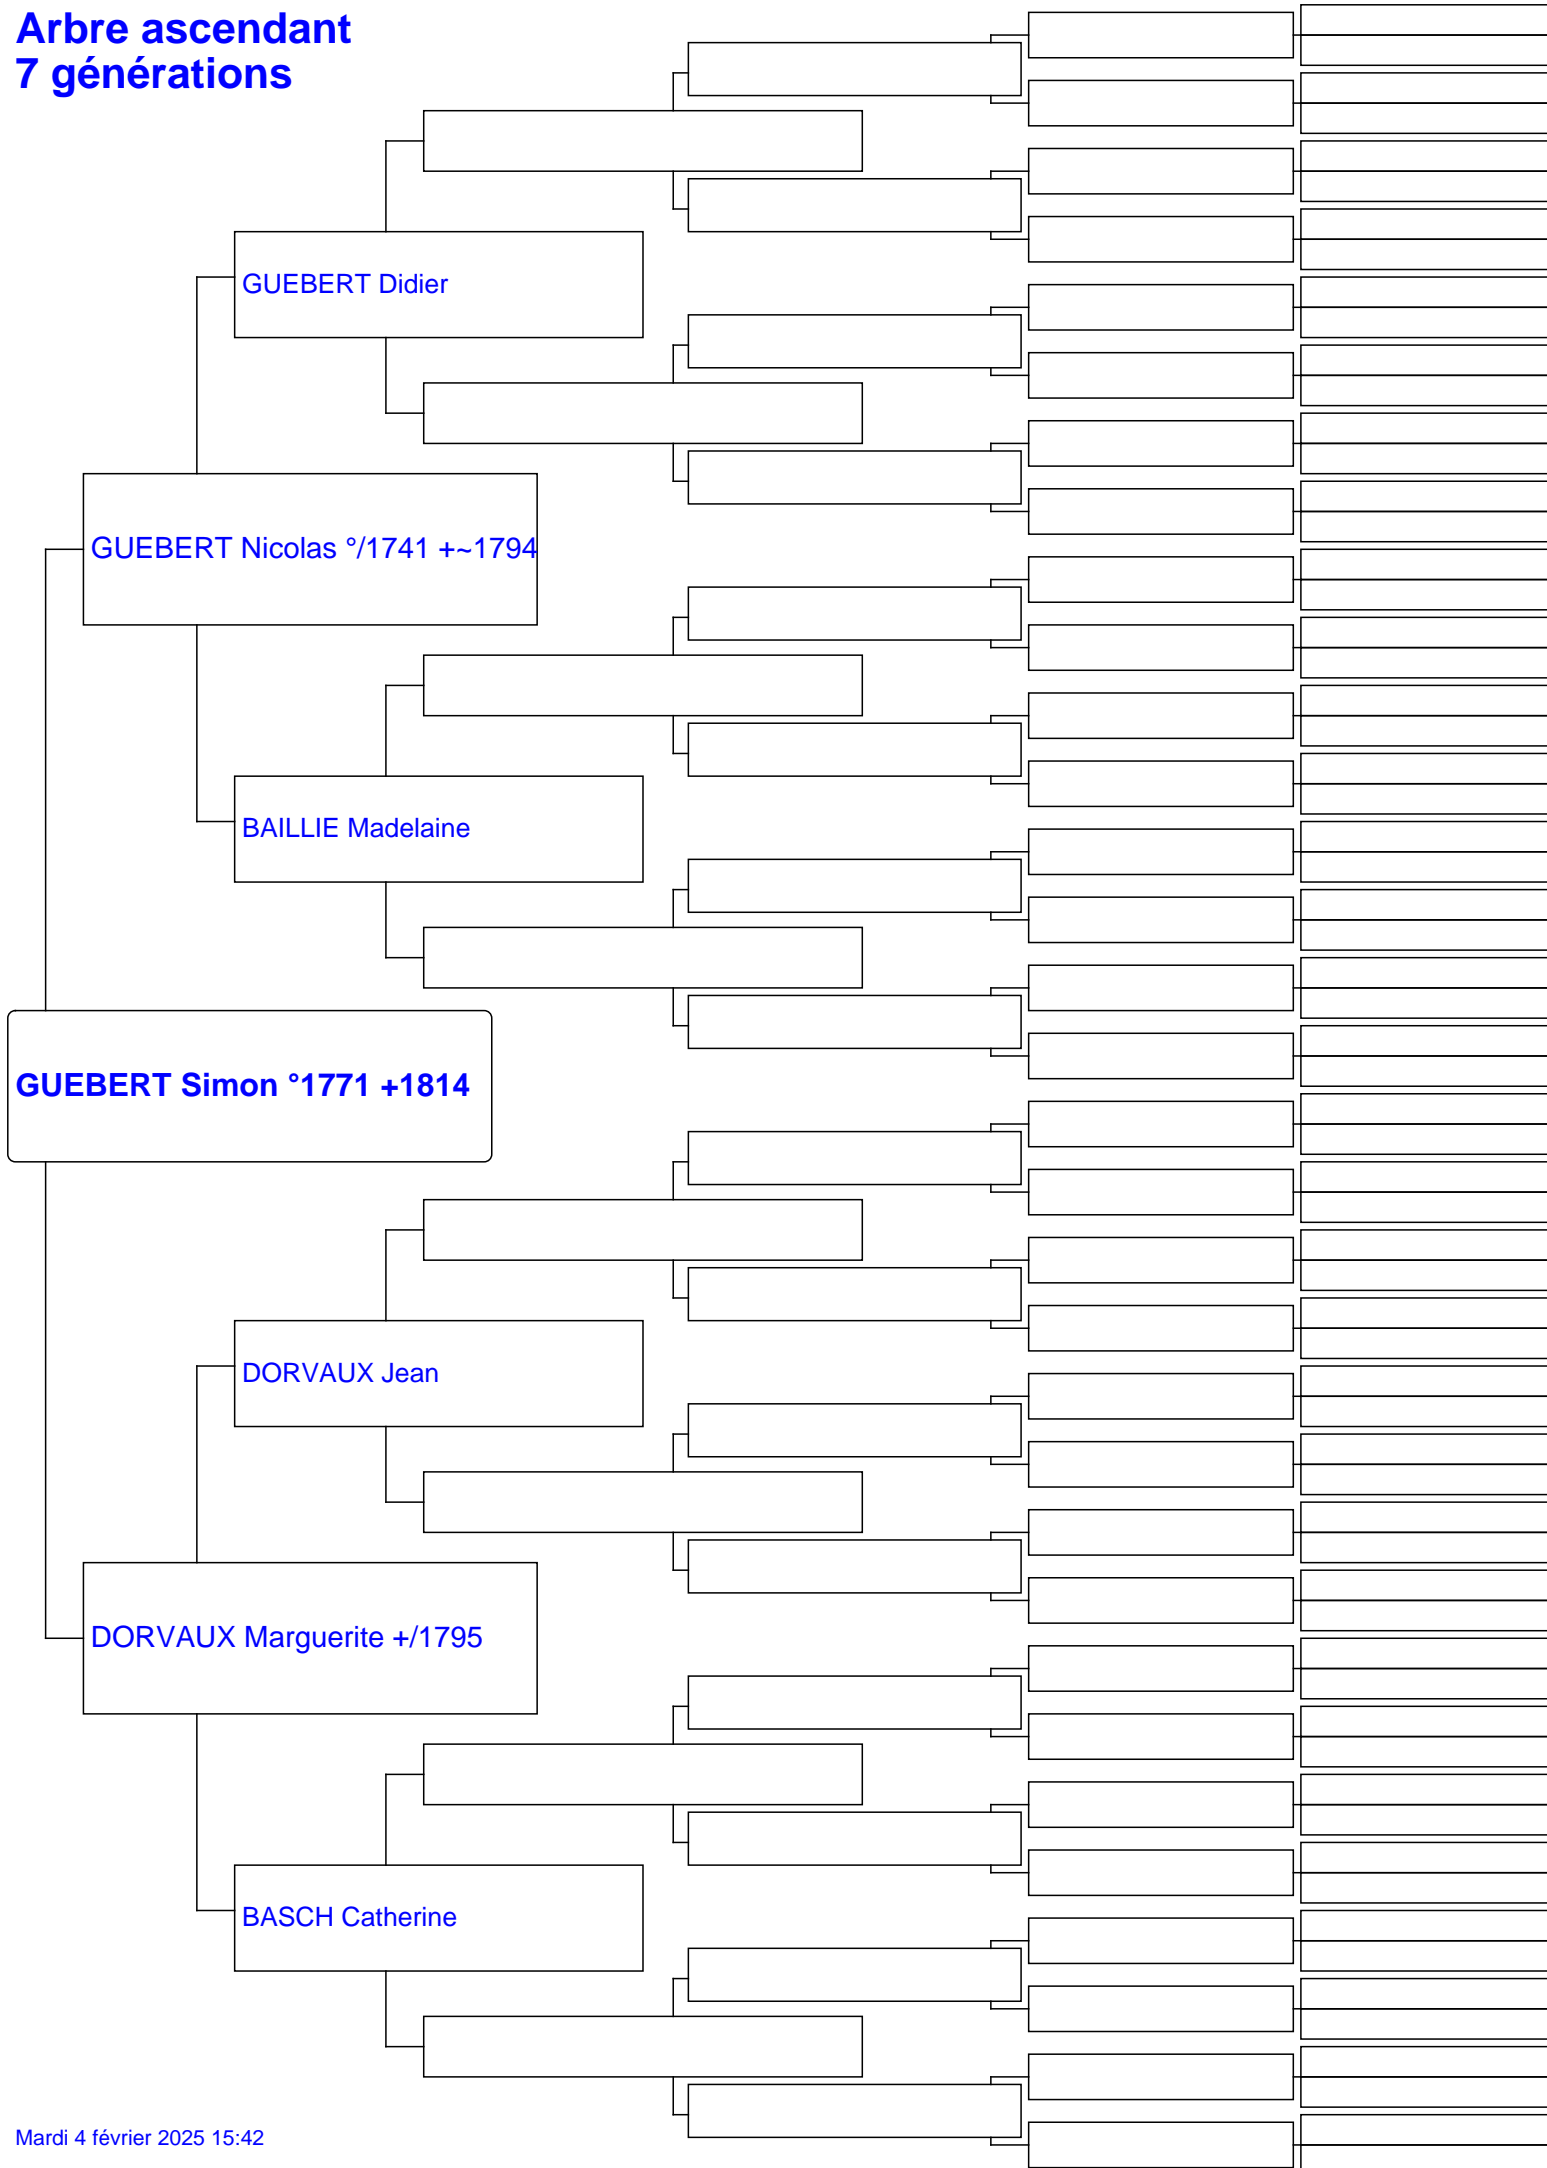 Arbre ascendant
7 générations
GUEBERT Didier
GUEBERT Nicolas °/1741 +~1794
BAILLIE Madelaine
GUEBERT Simon °1771 +1814
DORVAUX Jean
DORVAUX Marguerite +/1795
BASCH Catherine
Mardi 4 février 2025 15:42